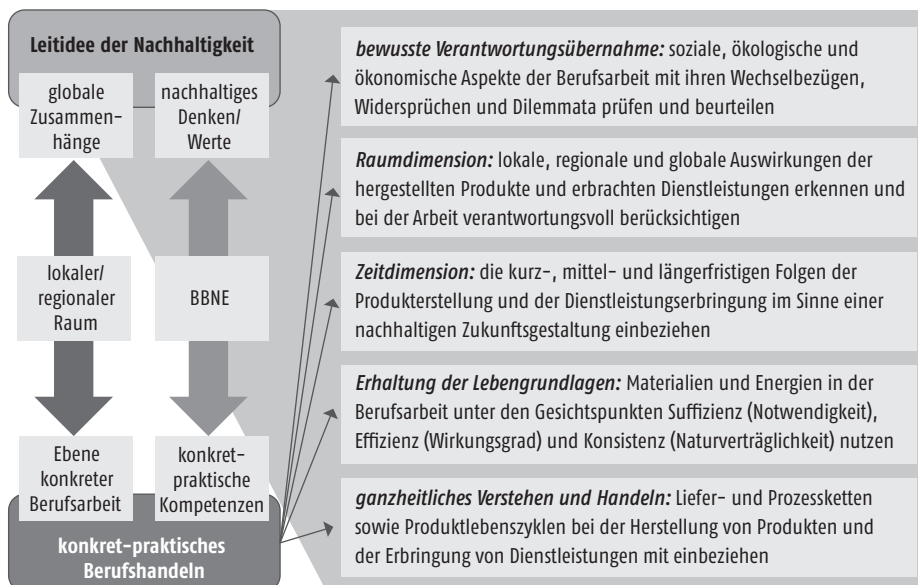 Leitidee der Nachhaltigkeit
globale
Zusammen-
hänge
nachhaltiges
Denken/
Werte
lokaler/
regionaler
Raum
BBNE
Ebene
konkreter
Berufsarbeit
konkret-
praktische
Kompetenzen
konkret-praktisches
Berufshandeln
bewusste Verantwortungsübernahme: soziale, ökologische und
ökonomische Aspekte der Berufsarbeit mit ihren Wechselbezügen,
Widersprüchen und Dilemmata prüfen und beurteilen
Raumdimension: lokale, regionale und globale Auswirkungen der
hergestellten Produkte und erbrachten Dienstleistungen erkennen und
bei der Arbeit verantwortungsvoll berücksichtigen
Zeitdimension: die kurz-, mittel- und längerfristigen Folgen der
Produkterstellung und der Dienstleistungserbringung im Sinne einer
nachhaltigen Zukunftsgestaltung einbeziehen
Erhaltung der Lebengrundlagen: Materialien und Energien in der
Berufsarbeit unter den Gesichtspunkten Suffizienz (Notwendigkeit),
Effizienz (Wirkungsgrad) und Konsistenz (Naturverträglichkeit) nutzen
ganzheitliches Verstehen und Handeln: Liefer- und Prozessketten
sowie Produktlebenszyklen bei der Herstellung von Produkten und
der Erbringung von Dienstleistungen mit einbeziehen